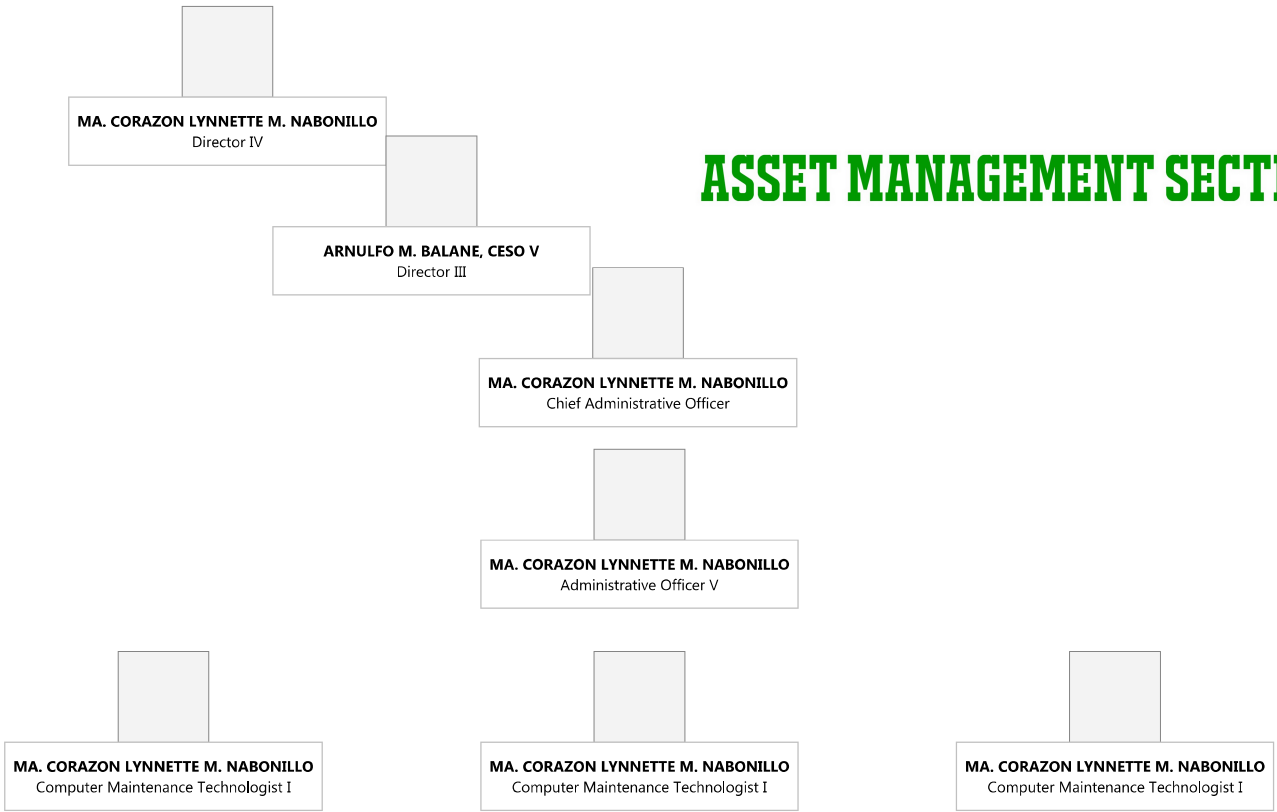 MA. CORAZON LYNNETTE M. NABONILLO
Director IV
ASSET MANAGEMENT SECTI
ARNULFO M. BALANE, CESO V
Director III
MA. CORAZON LYNNETTE M. NABONILLO
Chief Administrative Officer
MA. CORAZON LYNNETTE M. NABONILLO
Administrative Officer V
MA. CORAZON LYNNETTE M. NABONILLO
Computer Maintenance Technologist I
MA. CORAZON LYNNETTE M. NABONILLO
Computer Maintenance Technologist I
MA. CORAZON LYNNETTE M. NABONILLO
Computer Maintenance Technologist I